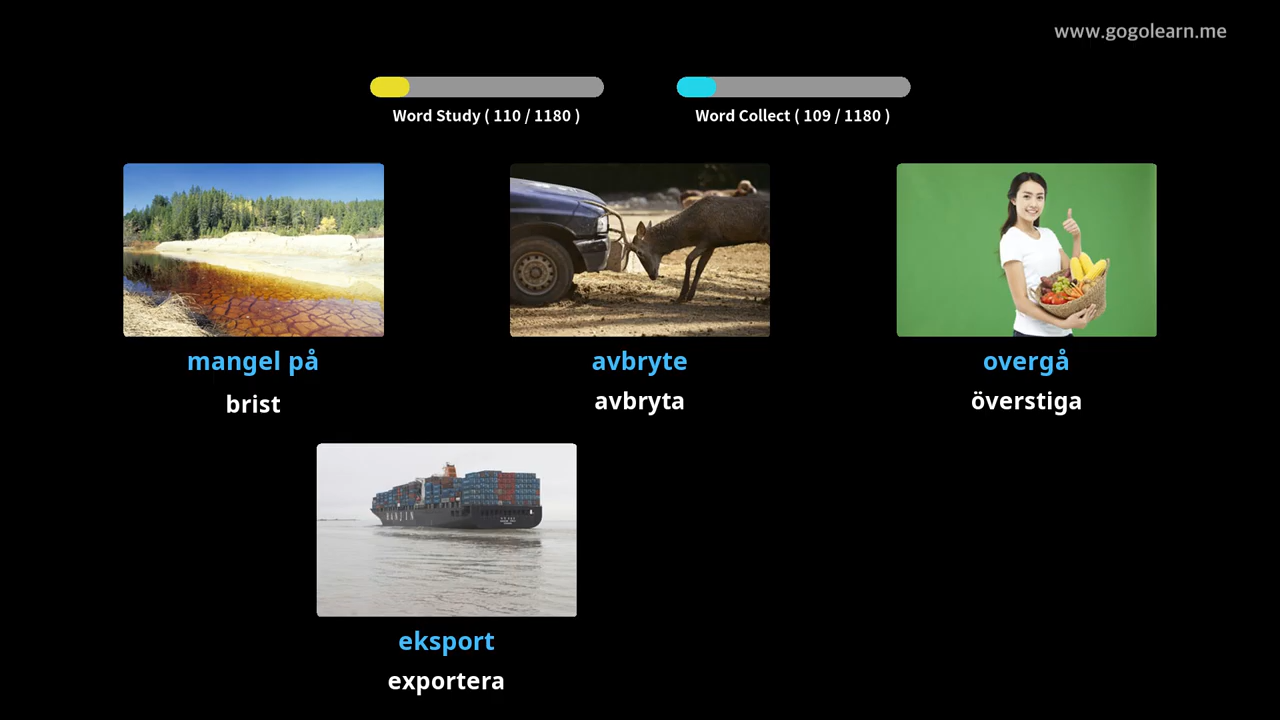 www.gogolearn.me
Word Study ( 110 / 1180 )
Word Collect ( 109 / 1180 )
mangel på
brist
avbryte
avbryta
overgå
överstiga
HANJIN
eksport
exportera